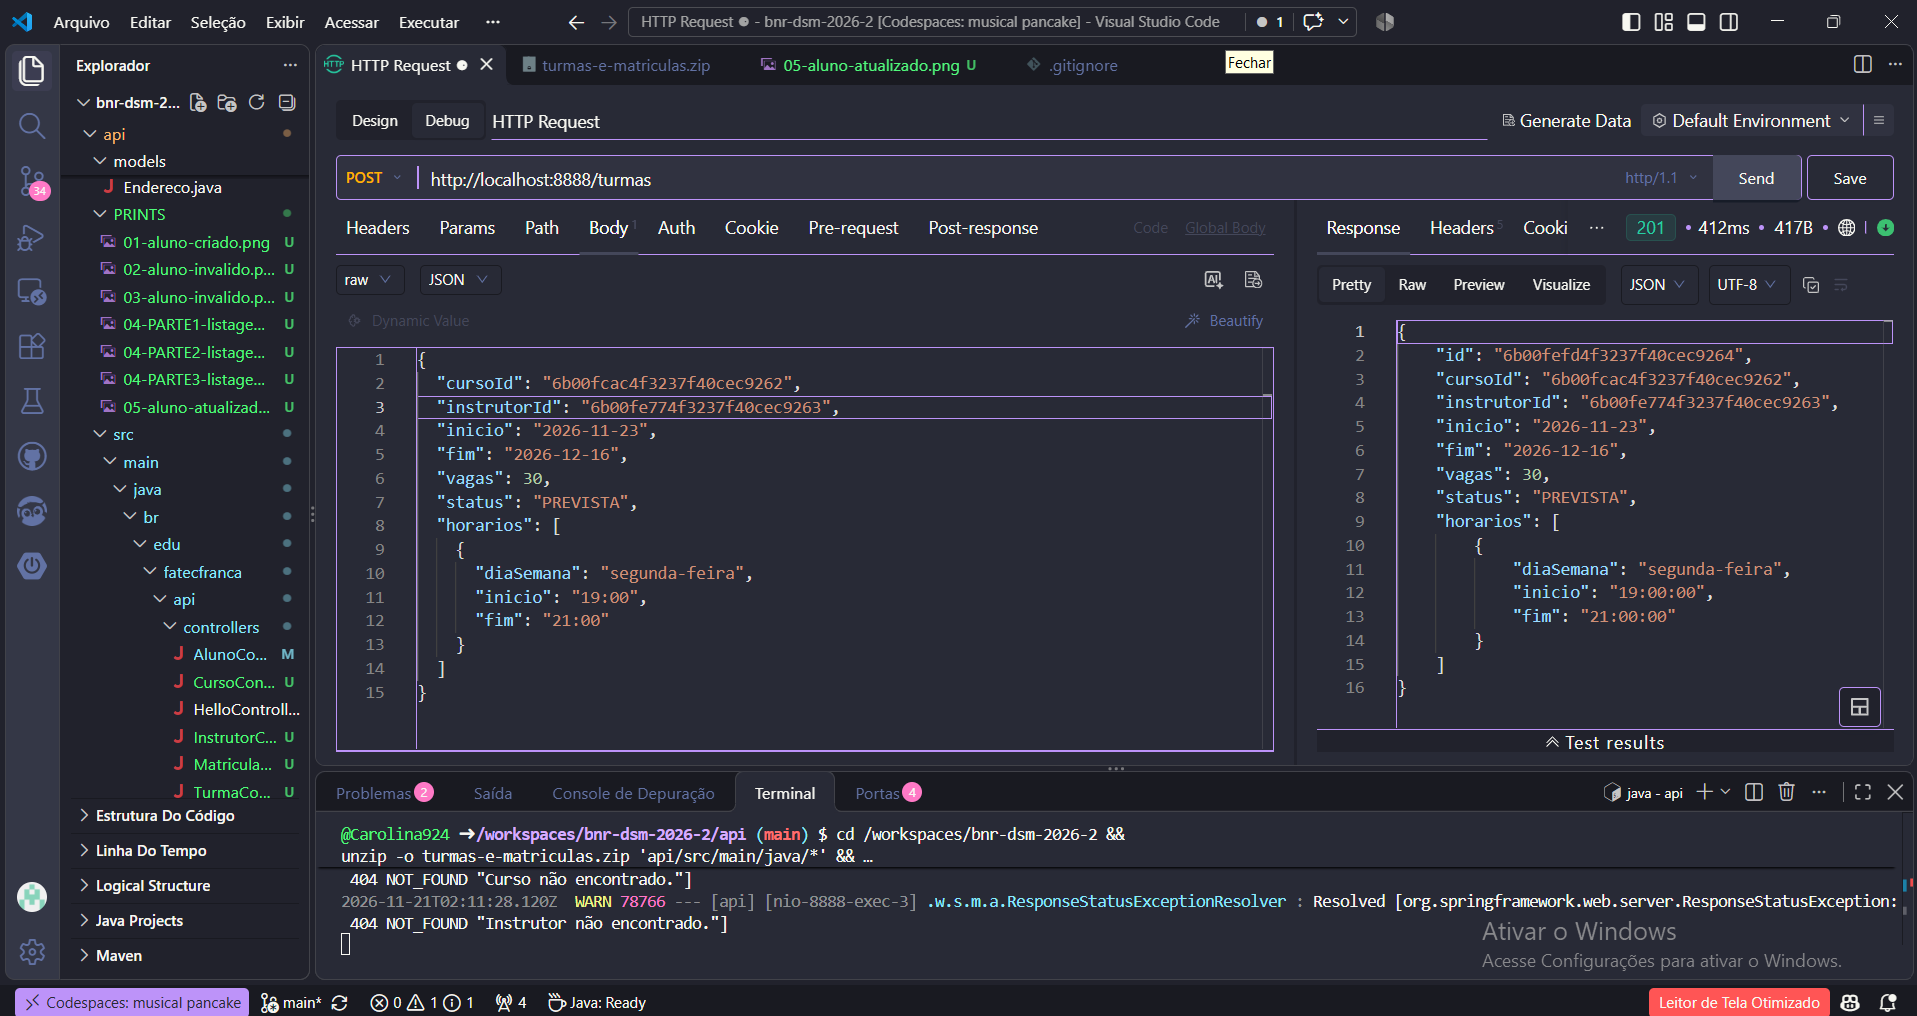 Arquivo Editar Seleção Exibir Acessar Executar ··· HTTP Request ● - bnr-dsm-2026-2 [Codespaces: musical pancake] - Visual Studio Code ● 1
Explorador ···
HTTP Request ●
turmas-e-matriculas.zip
05-aluno-atualizado.png U
.gitignore
Fechar
bnr-dsm-2...
api
models
Endereco.java
PRINTS
01-aluno-criado.png U
02-aluno-invalido.p... U
03-aluno-invalido.p... U
04-PARTE1-listage... U
04-PARTE2-listage... U
04-PARTE3-listage... U
05-aluno-atualizad... U
src
main
java
br
edu
fatecfranca
api
controllers
AlunoCo... M
CursoCon... U
HelloControll...
InstrutorC... U
Matricula... U
TurmaCo... U
Estrutura Do Código
Linha Do Tempo
Logical Structure
Java Projects
Maven
34
Design Debug HTTP Request Generate Data Default Environment
POST http://localhost:8888/turmas http/1.1 Send Save
Headers Params Path Body 1 Auth Cookie Pre-request Post-response Code Global Body
raw JSON AI
Dynamic Value Beautify
1 {
2 "cursoId": "6b00fcac4f3237f40cec9262",
3 "instrutorId": "6b00fe774f3237f40cec9263",
4 "inicio": "2026-11-23",
5 "fim": "2026-12-16",
6 "vagas": 30,
7 "status": "PREVISTA",
8 "horarios": [
9 {
10 "diaSemana": "segunda-feira",
11 "inicio": "19:00",
12 "fim": "21:00"
13 }
14 ]
15 }
Response Headers 5 Cooki ··· 201 • 412ms • 417B •
Pretty Raw Preview Visualize JSON UTF-8
1 {
2 "id": "6b00fefd4f3237f40cec9264",
3 "cursoId": "6b00fcac4f3237f40cec9262",
4 "instrutorId": "6b00fe774f3237f40cec9263",
5 "inicio": "2026-11-23",
6 "fim": "2026-12-16",
7 "vagas": 30,
8 "status": "PREVISTA",
9 "horarios": [
10 {
11 "diaSemana": "segunda-feira",
12 "inicio": "19:00:00",
13 "fim": "21:00:00"
14 }
15 ]
16 }
Test results
Problemas 2 Saída Console de Depuração Terminal Portas 4 java - api
@Carolina924 ➜/workspaces/bnr-dsm-2026-2/api (main) $ cd /workspaces/bnr-dsm-2026-2 &&
unzip -o turmas-e-matriculas.zip 'api/src/main/java/*' && …
404 NOT_FOUND "Curso não encontrado."]
2026-11-21T02:11:28.120Z WARN 78766 --- [api] [nio-8888-exec-3] .w.s.m.a.ResponseStatusExceptionResolver : Resolved [org.springframework.web.server.ResponseStatusException:
404 NOT_FOUND "Instrutor não encontrado."]
Ativar o Windows
Acesse Configurações para ativar o Windows.
Codespaces: musical pancake main* 0 1 1 4 Java: Ready Leitor de Tela Otimizado